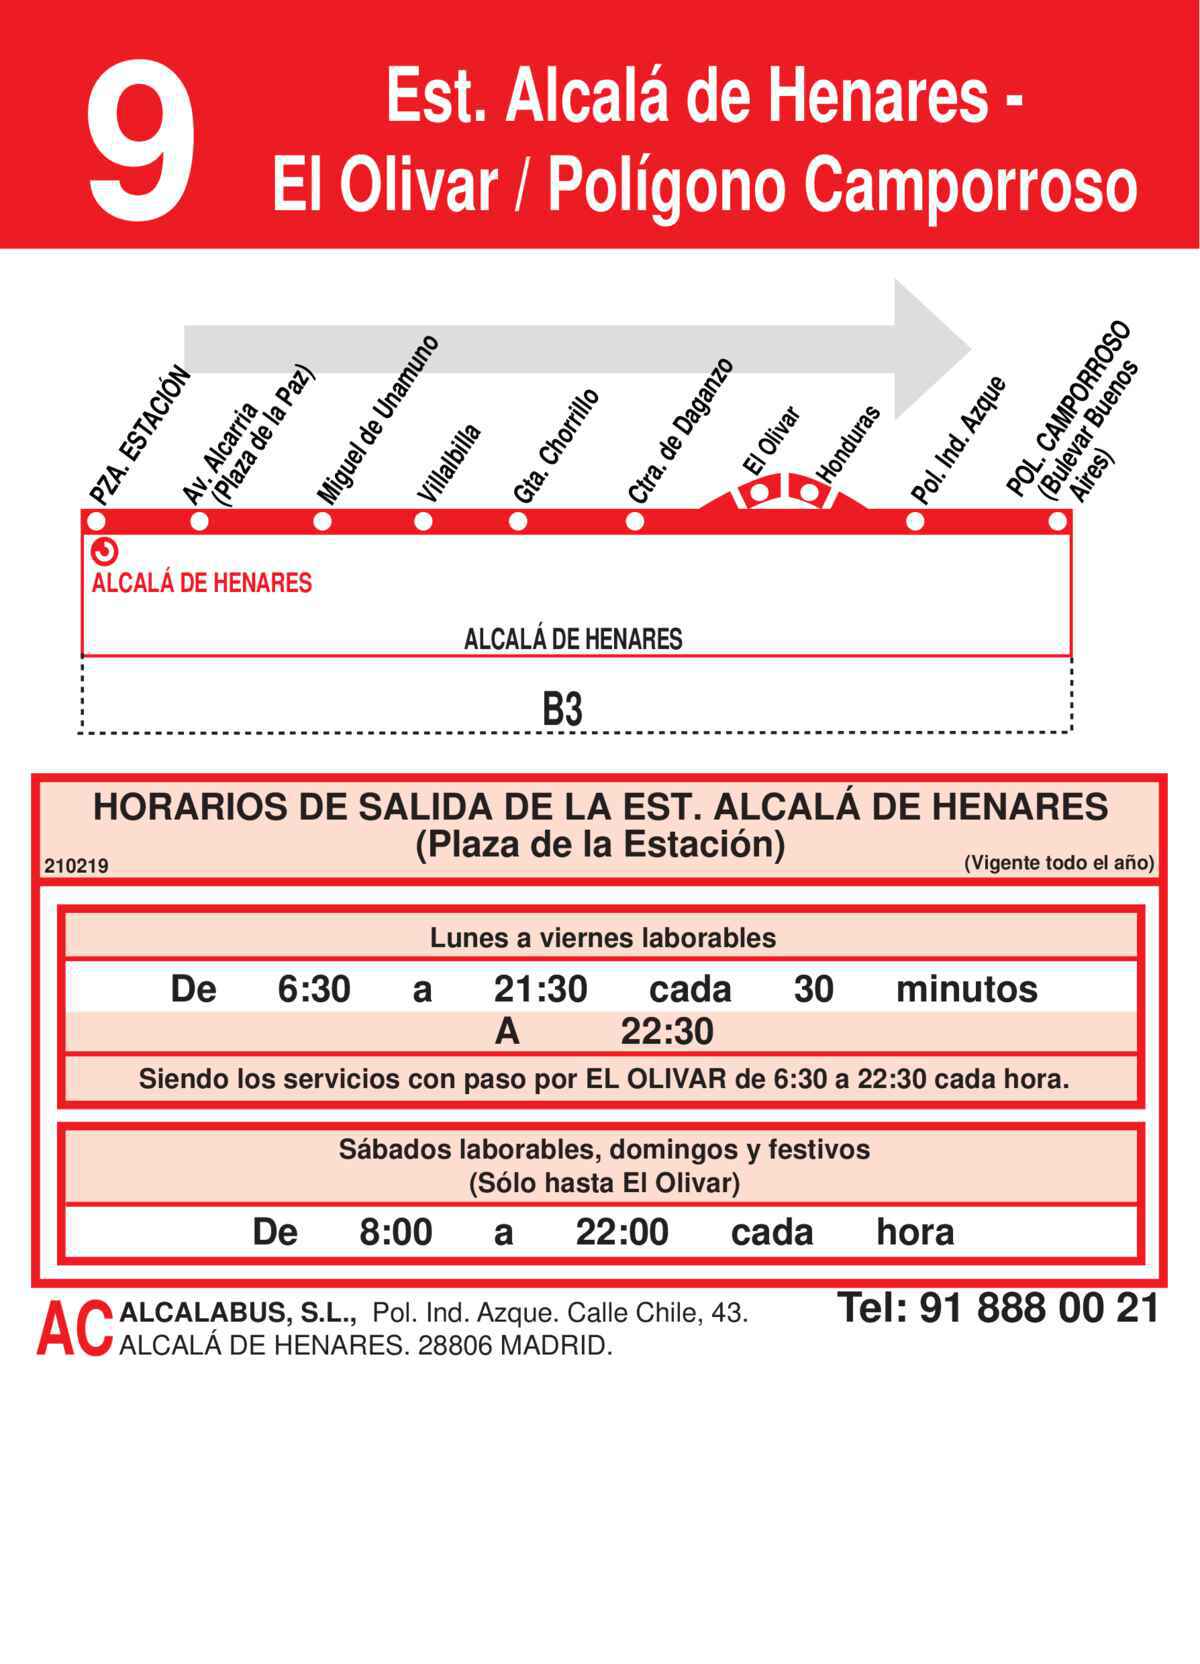 9
Est. Alcalá de Henares -
El Olivar / Polígono Camporroso
PZA. ESTACIÓN
Av. Alcarria
(Plaza de la Paz)
Miguel de Unamuno
Villalbilla
Gta. Chorrillo
Ctra. de Daganzo
El Olivar
Honduras
Pol. Ind. Azque
POL. CAMPORROSO
(Bulevar Buenos
Aires)
ALCALÁ DE HENARES
ALCALÁ DE HENARES
B3
HORARIOS DE SALIDA DE LA EST. ALCALÁ DE HENARES
(Plaza de la Estación)
210219
(Vigente todo el año)
Lunes a viernes laborables
De 6:30 a 21:30 cada 30 minutos
A 22:30
Siendo los servicios con paso por EL OLIVAR de 6:30 a 22:30 cada hora.
Sábados laborables, domingos y festivos
(Sólo hasta El Olivar)
De 8:00 a 22:00 cada hora
AC
ALCALABUS, S.L., Pol. Ind. Azque. Calle Chile, 43.
ALCALÁ DE HENARES. 28806 MADRID.
Tel: 91 888 00 21